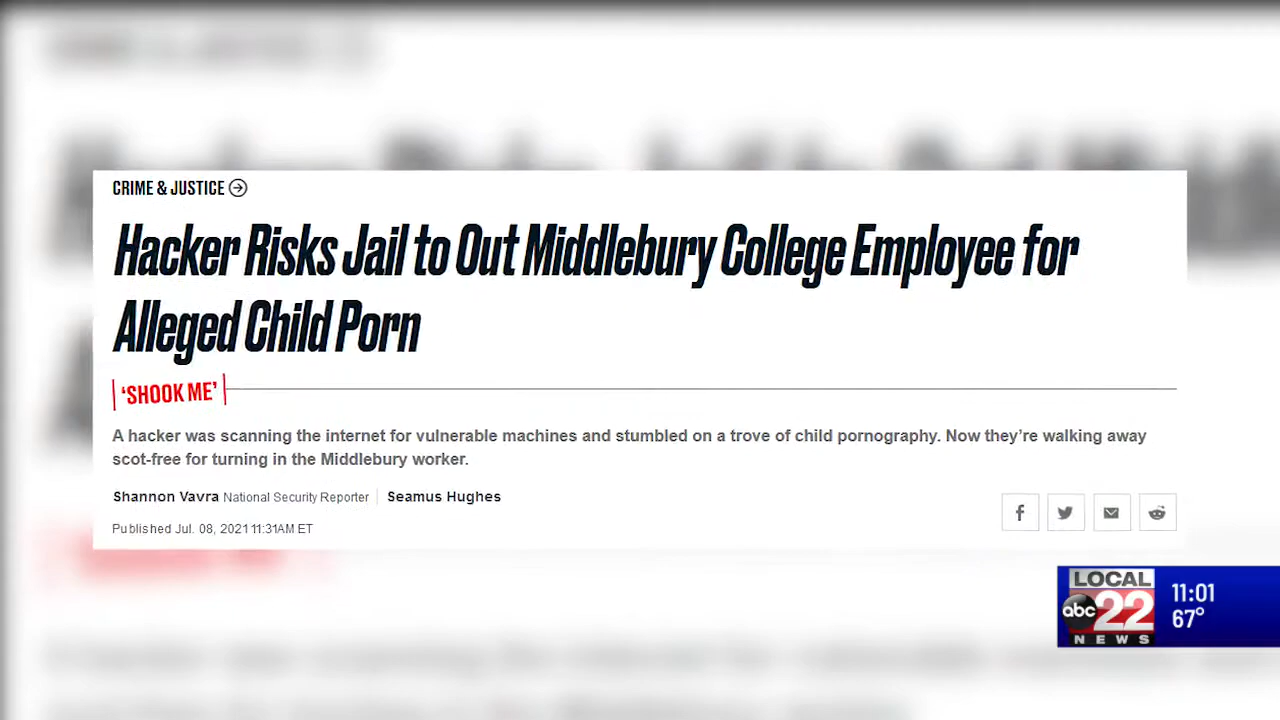 CRIME & JUSTICE
Hacker Risks Jail to Out Middlebury College Employee for
Alleged Child Porn
'SHOOK ME'
A hacker was scanning the internet for vulnerable machines and stumbled on a trove of child pornography. Now they're walking away
scot-free for turning in the Middlebury worker.
Shannon Vavra National Security Reporter Seamus Hughes
Published Jul. 08, 2021 11:31AM ET
LOCAL
abc 22
NEWS
11:01
67°